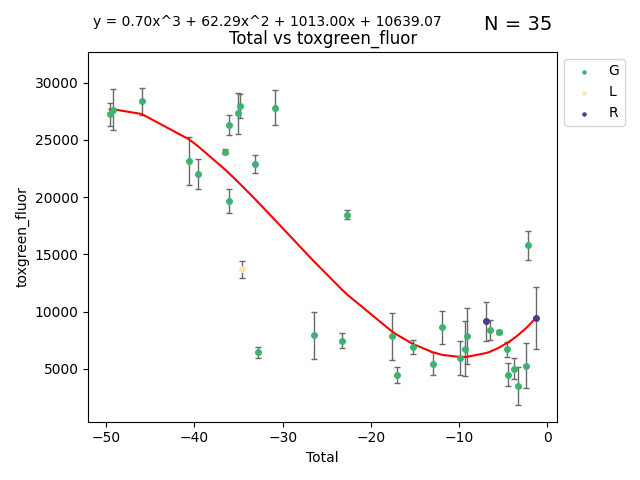 y = 0.70x^3 + 62.29x^2 + 1013.00x + 10639.07
N = 35
Total vs toxgreen_fluor
30000
25000
20000
15000
10000
5000
toxgreen_fluor
−50
−40
−30
−20
−10
0
Total
G
L
R